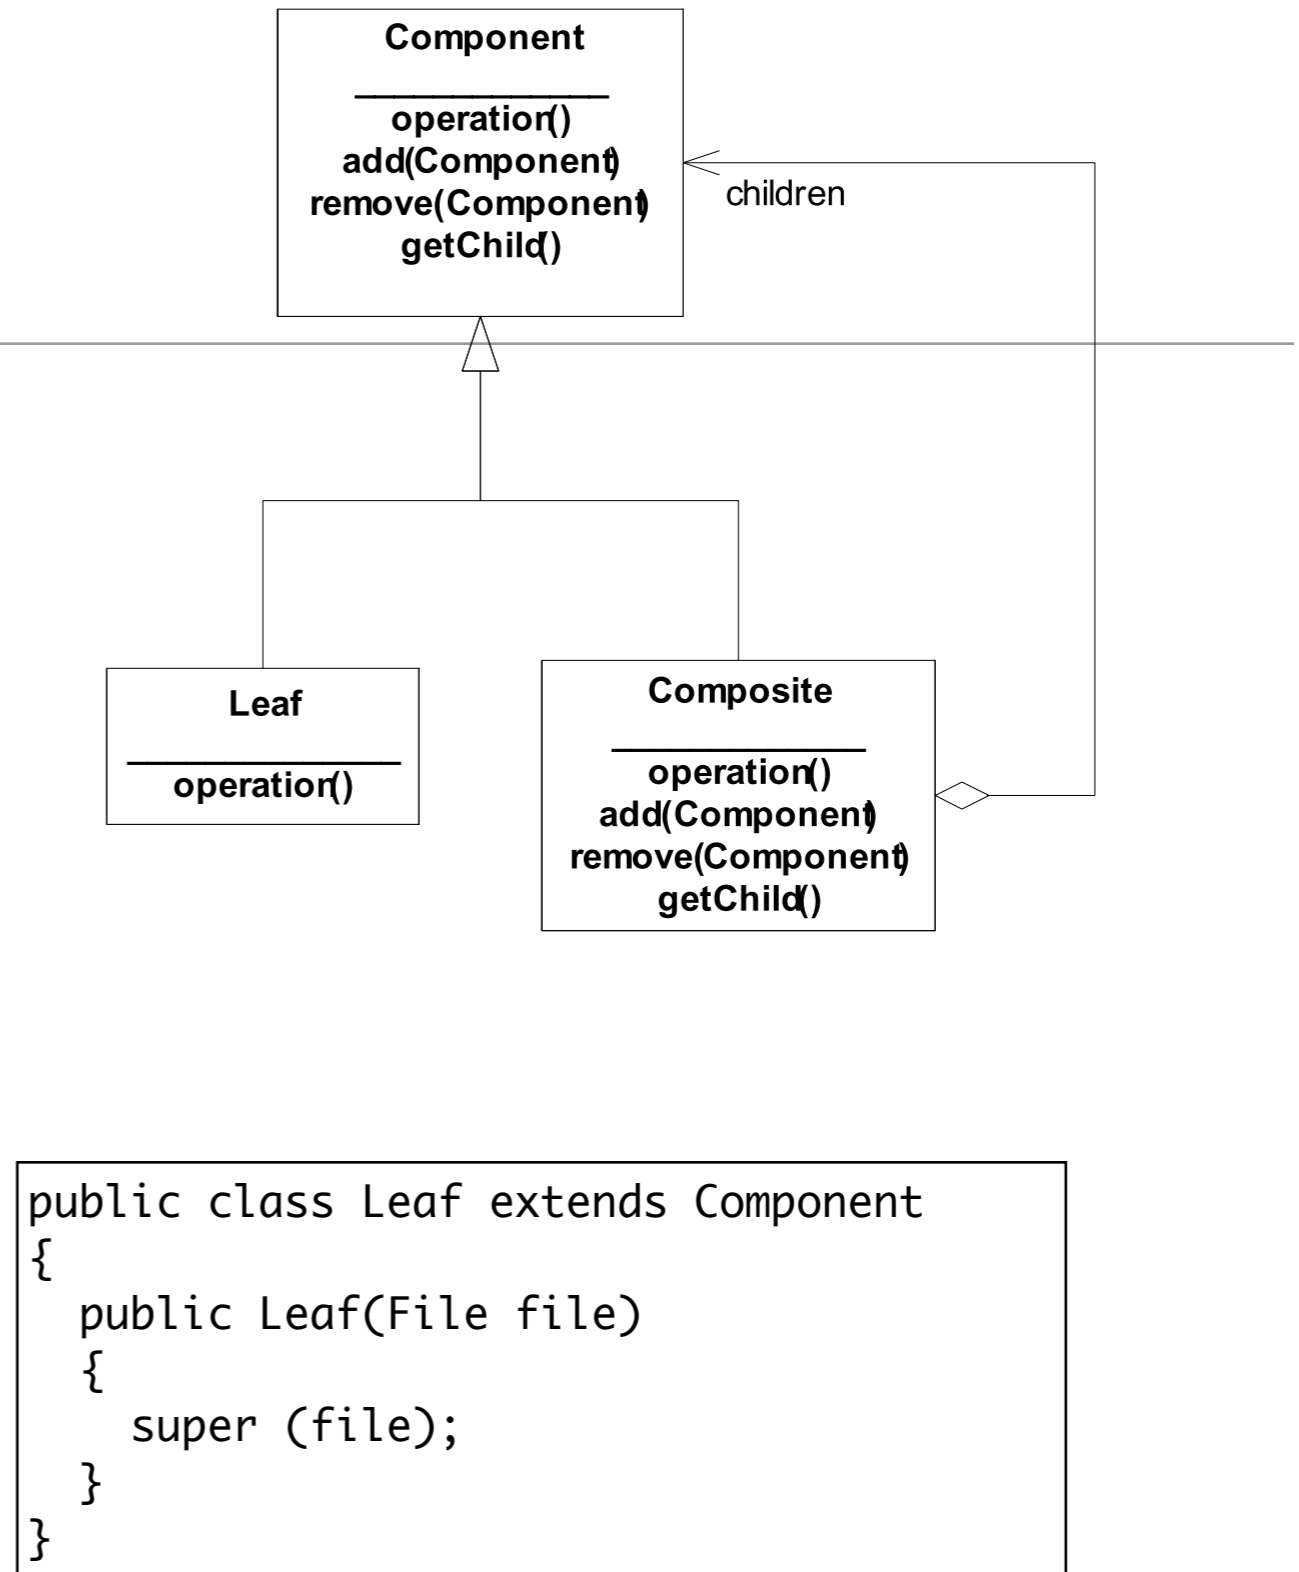 Component
operation()
add(Component)
remove(Component)
getChild()
children
Leaf
operation()
Composite
operation()
add(Component)
remove(Component)
getChild()
public class Leaf extends Component
{
  public Leaf(File file)
  {
    super (file);
  }
}